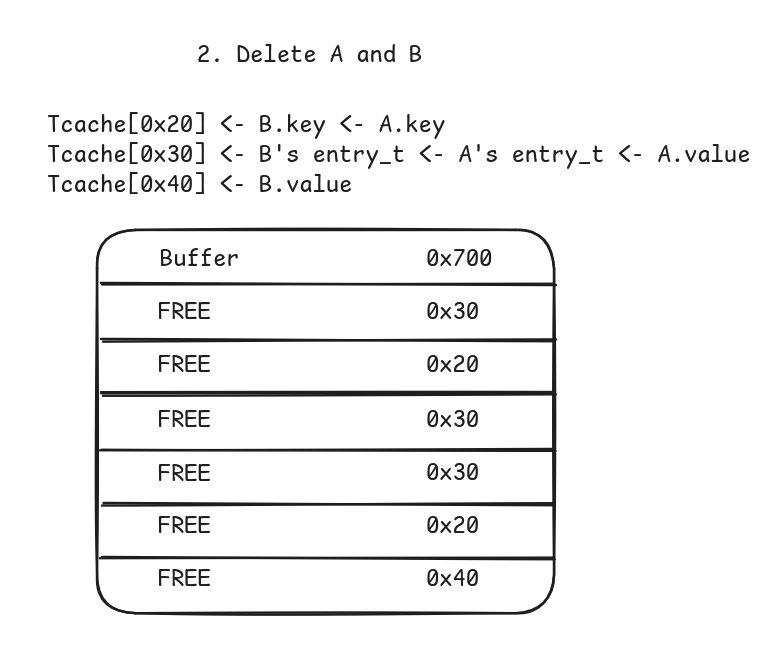 2. Delete A and B
Tcache[0x20] <- B.key <- A.key
Tcache[0x30] <- B's entry_t <- A's entry_t <- A.value
Tcache[0x40] <- B.value
Buffer 0x700
FREE 0x30
FREE 0x20
FREE 0x30
FREE 0x30
FREE 0x20
FREE 0x40